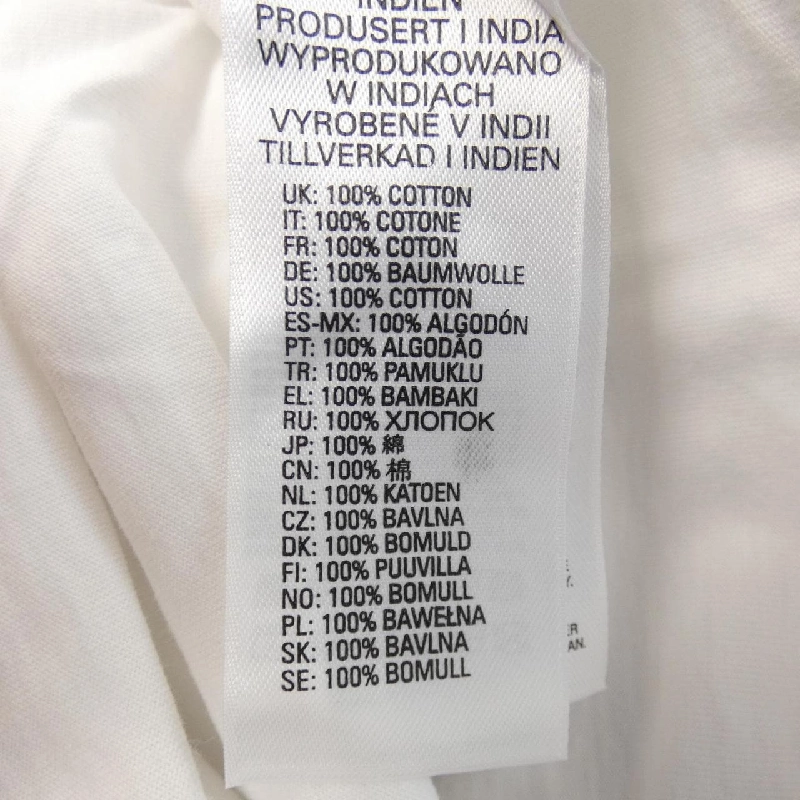 INDIEN
PRODUSERT I INDIA
WYPRODUKOWANO
W INDIACH
VYROBENÉ V INDII
TILLVERKAD I INDIEN
UK: 100% COTTON
IT: 100% COTONE
FR: 100% COTON
DE: 100% BAUMWOLLE
US: 100% COTTON
ES-MX: 100% ALGODÓN
PT: 100% ALGODÃO
TR: 100% PAMUKLU
EL: 100% BAMBAKI
RU: 100% ХЛОПОК
JP: 100% 綿
CN: 100% 棉
NL: 100% KATOEN
CZ: 100% BAVLNA
DK: 100% BOMULD
FI: 100% PUUVILLA
NO: 100% BOMULL
PL: 100% BAWEŁNA
SK: 100% BAVLNA
SE: 100% BOMULL